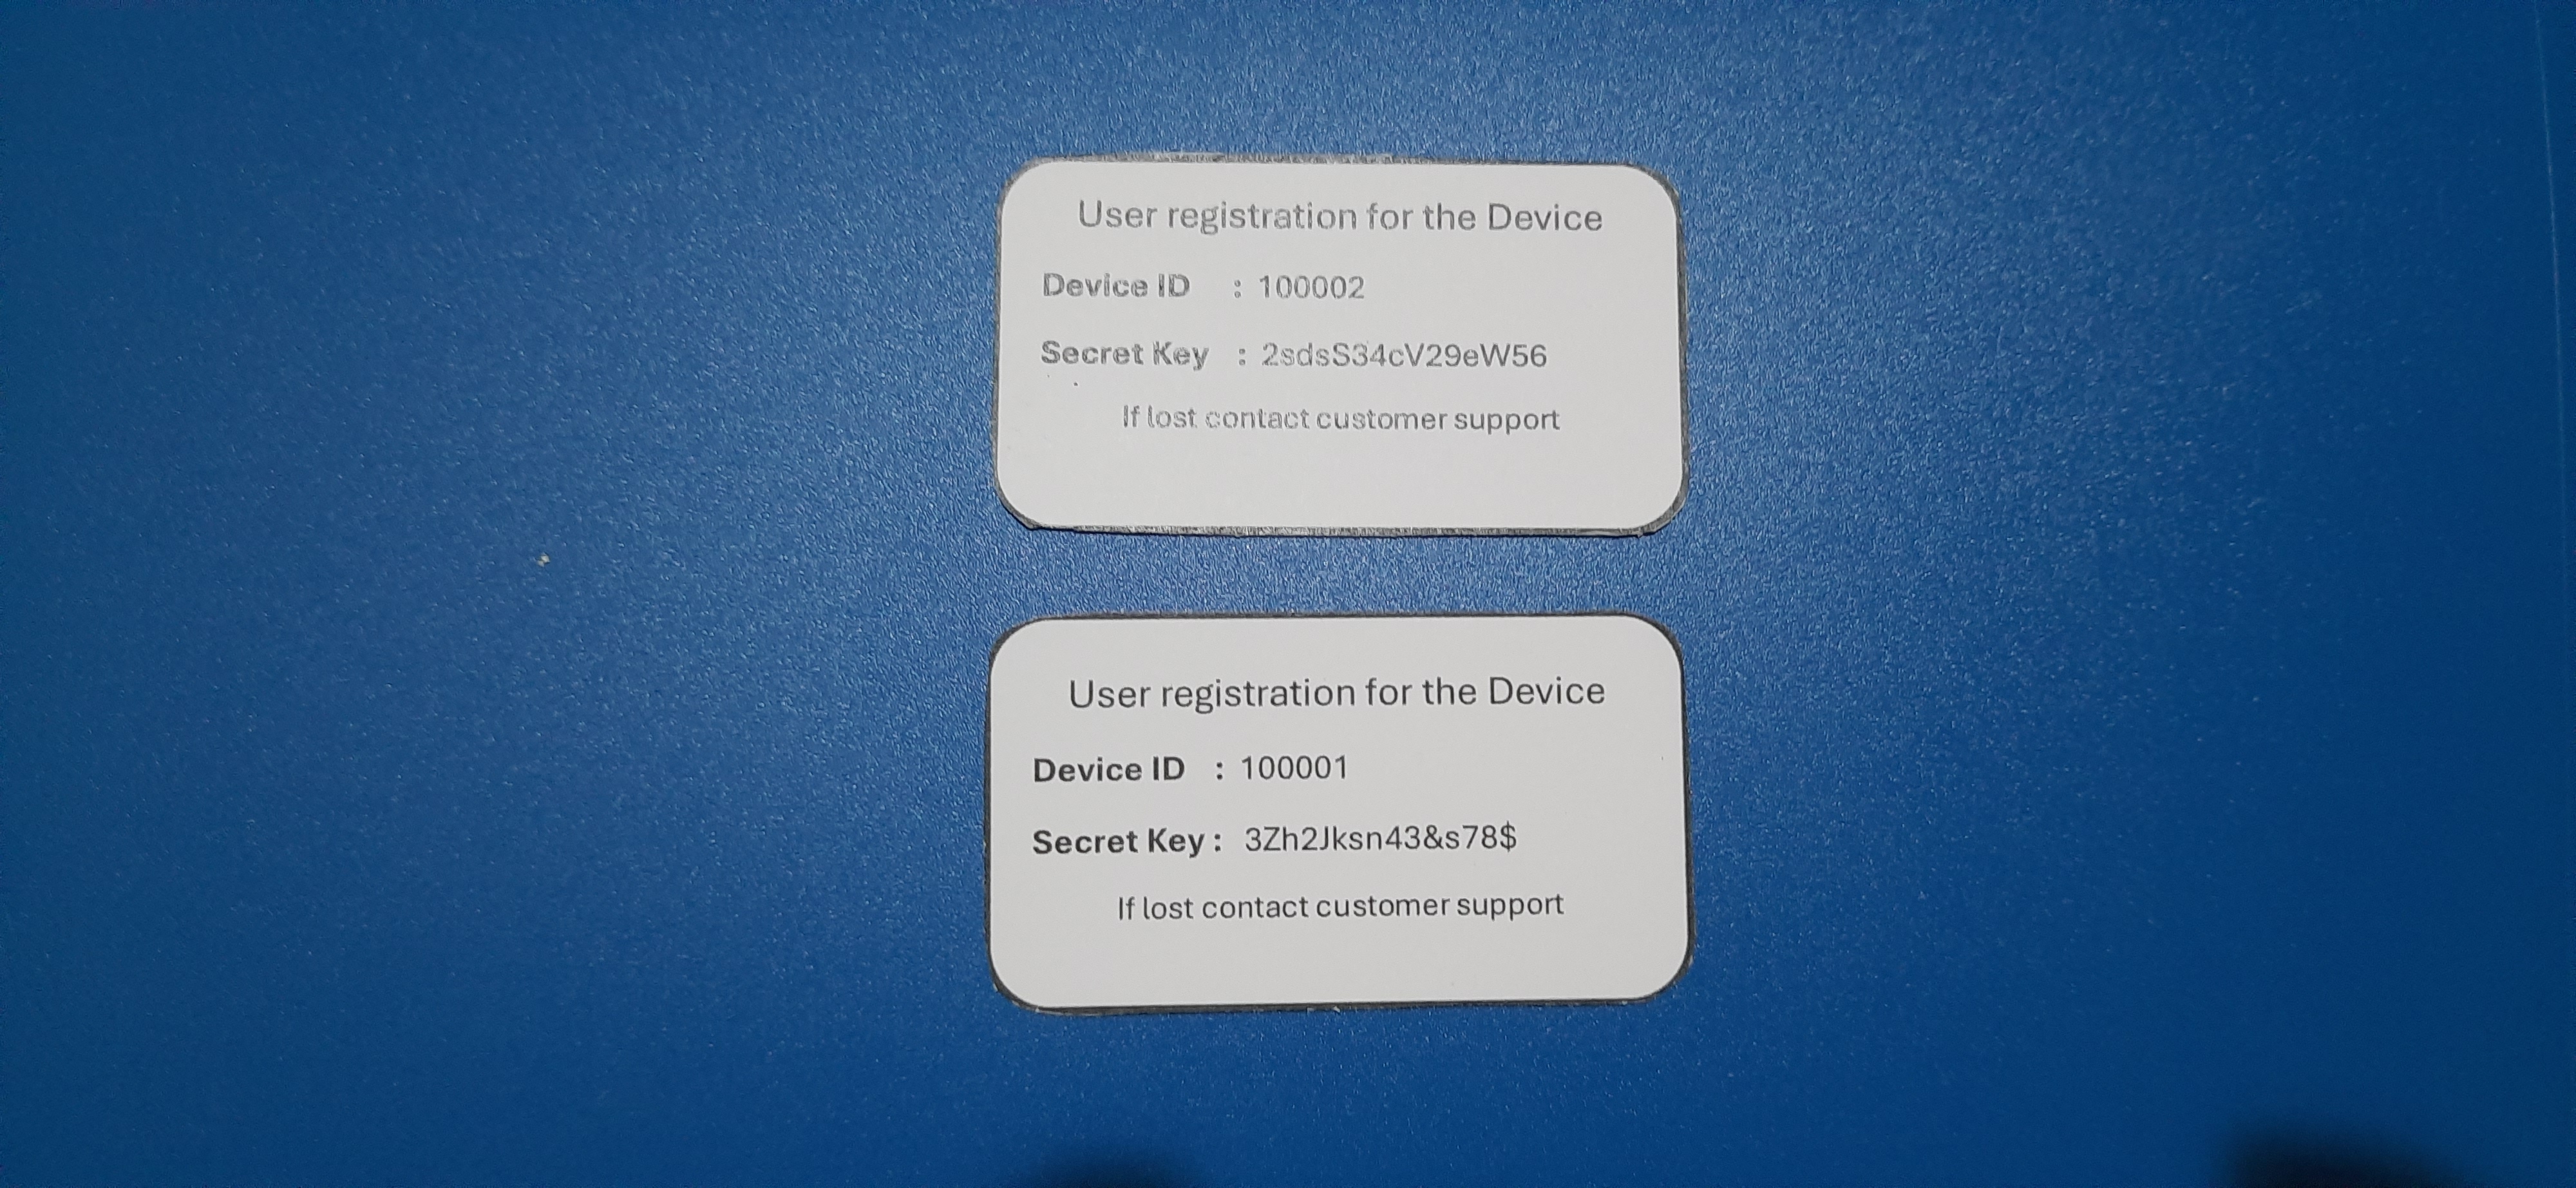 User registration for the Device
Device ID : 100002
Secret Key : 2sdsS34cV29eW56
If lost contact customer support
User registration for the Device
Device ID : 100001
Secret Key : 3Zh2Jksn43&s78$
If lost contact customer support